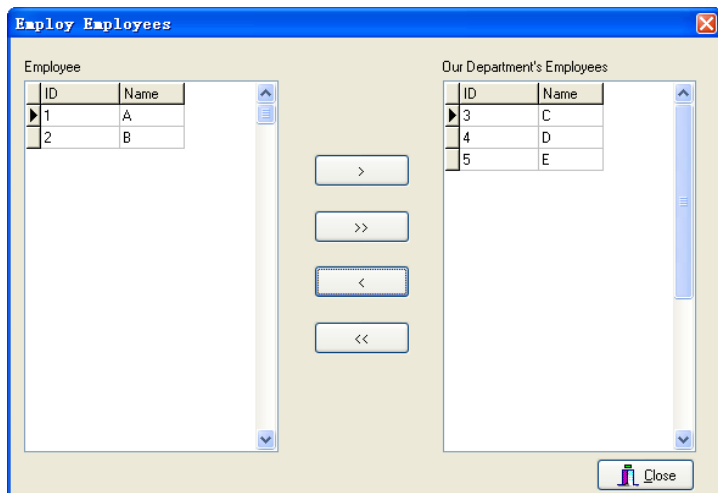 Employ Employees
Employee
Our Department's Employees
ID Name
1 A
2 B
ID Name
3 C
4 D
5 E
>
>>
<
<<
Close